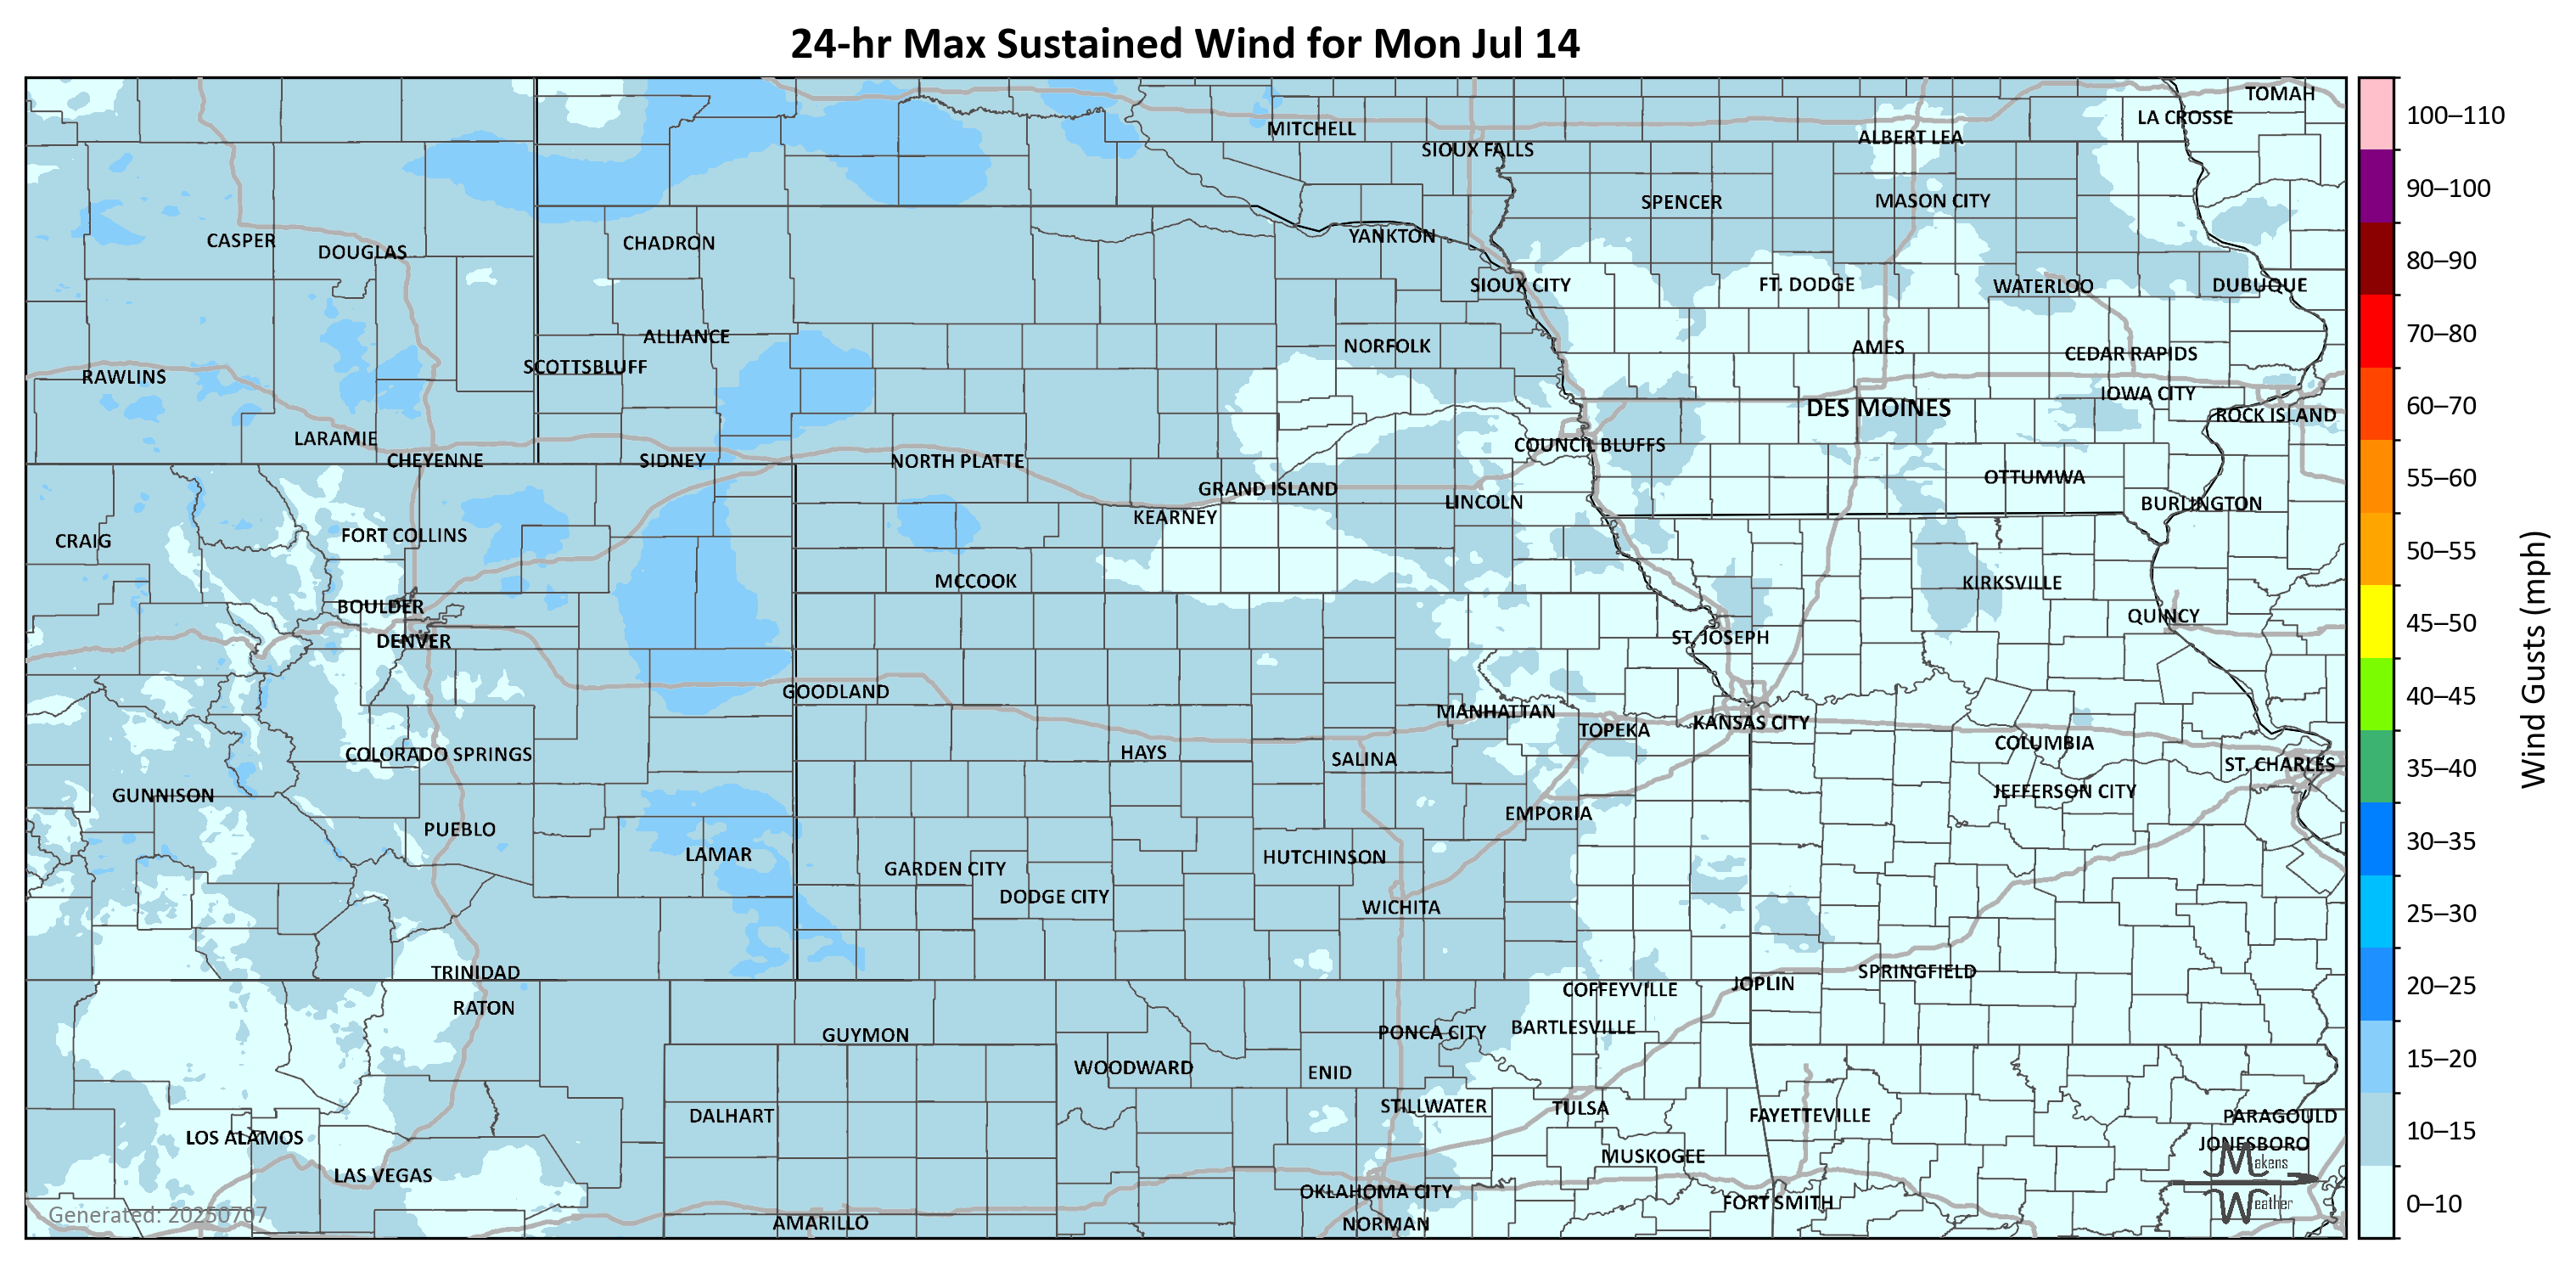 24-hr Max Sustained Wind for Mon Jul 14
TOMAH
LA CROSSE
MITCHELL
ALBERT LEA
SIOUX FALLS
SPENCER
MASON CITY
CASPER
DOUGLAS
CHADRON
YANKTON
SIOUX CITY
FT. DODGE
WATERLOO
DUBUQUE
ALLIANCE
NORFOLK
AMES
CEDAR RAPIDS
SCOTTSBLUFF
RAWLINS
IOWA CITY
DES MOINES
ROCK ISLAND
LARAMIE
COUNCIL BLUFFS
CHEYENNE
SIDNEY
NORTH PLATTE
OTTUMWA
GRAND ISLAND
LINCOLN
BURLINGTON
KEARNEY
FORT COLLINS
CRAIG
MCCOOK
KIRKSVILLE
BOULDER
QUINCY
DENVER
ST. JOSEPH
GOODLAND
MANHATTAN
KANSAS CITY
TOPEKA
COLUMBIA
COLORADO SPRINGS
HAYS
SALINA
ST. CHARLES
GUNNISON
JEFFERSON CITY
EMPORIA
PUEBLO
LAMAR
HUTCHINSON
GARDEN CITY
DODGE CITY
WICHITA
TRINIDAD
SPRINGFIELD
JOPLIN
COFFEYVILLE
RATON
BARTLESVILLE
GUYMON
PONCA CITY
WOODWARD
ENID
STILLWATER
TULSA
DALHART
FAYETTEVILLE
PARAGOULD
LOS ALAMOS
JONESBORO
MUSKOGEE
LAS VEGAS
OKLAHOMA CITY
FORT SMITH
AMARILLO
NORMAN
Makens
Weather
Generated: 20250707
100–110
90–100
80–90
70–80
60–70
55–60
50–55
45–50
40–45
35–40
30–35
25–30
20–25
15–20
10–15
0–10
Wind Gusts (mph)